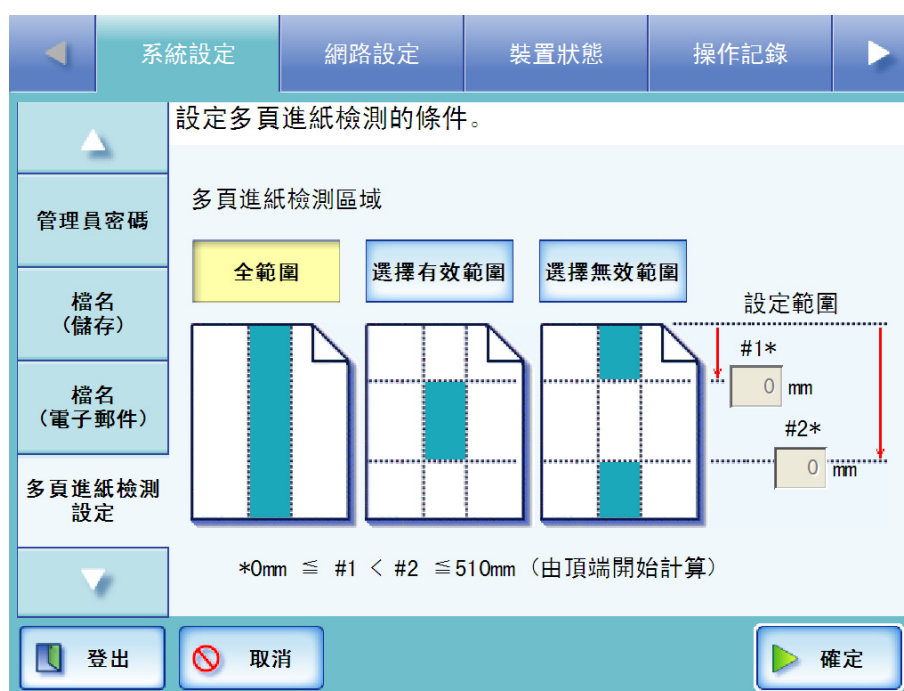 系統設定
網路設定
裝置狀態
操作記錄
設定多頁進紙檢測的條件。
管理員密碼
檔名
（儲存）
檔名
（電子郵件）
多頁進紙檢測
設定
多頁進紙檢測區域
全範圍
選擇有效範圍
選擇無效範圍
設定範圍
#1*
0 mm
#2*
0 mm
*0mm ≦ #1 < #2 ≦510mm（由頂端開始計算）
登出
取消
確定